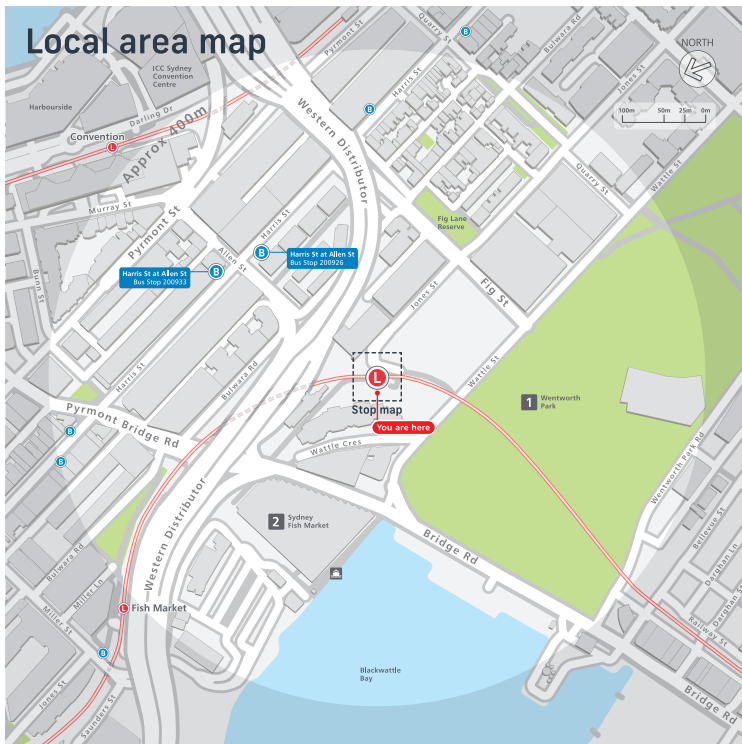 Local area map
Pyrmont St
Quarry St
B
Bulwara Rd
NORTH
Jones St
ICC Sydney
Convention
Centre
Harbourside
Darling Dr
Convention
L
Approx 400m
Harris St
B
Western Distributor
100m 50m 25m 0m
Quarry St
Wattle St
Murray St
Pyrmont St
Harris St
Fig Lane
Reserve
Bunn St
Allen St
B
Harris St at Allen St
Bus Stop 200926
Harris St at Allen St
Bus Stop 200933
B
Jones St
Fig St
Harris St
Bulwara Rd
Wattle St
L
Stop map
You are here
1
Wentworth
Park
Pyrmont Bridge Rd
B
B
Wattle Cres
Wentworth Park Rd
Western Distributor
2
Sydney
Fish Market
Bridge Rd
Bellevue St
Darghan Ln
Darghan St
Railway St
Bulwara Rd
Miller Ln
L
Fish Market
Miller St
B
Jones St
Saunders St
Blackwattle
Bay
Bridge Rd